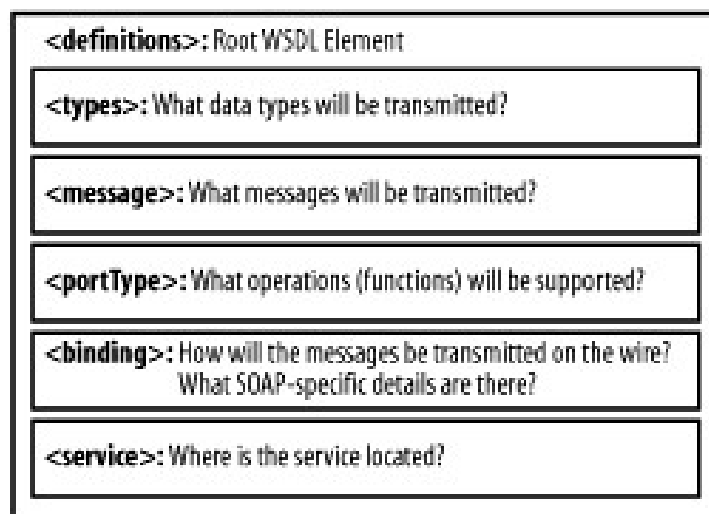 <definitions>: Root WSDL Element
<types>: What data types will be transmitted?
<message>: What messages will be transmitted?
<portType>: What operations (functions) will be supported?
<binding>: How will the messages be transmitted on the wire?
What SOAP-specific details are there?
<service>: Where is the service located?